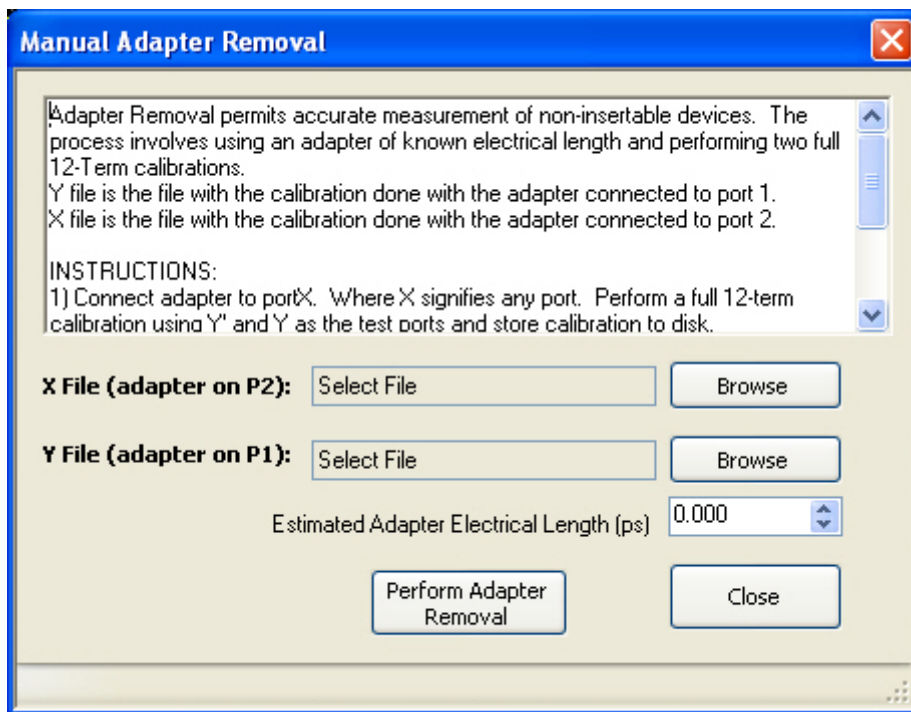 Manual Adapter Removal
Adapter Removal permits accurate measurement of non-insertable devices.  The
process involves using an adapter of known electrical length and performing two full
12-Term calibrations.
Y file is the file with the calibration done with the adapter connected to port 1.
X file is the file with the calibration done with the adapter connected to port 2.
INSTRUCTIONS:
1) Connect adapter to portX.  Where X signifies any port.  Perform a full 12-term
calibration using Y' and Y as the test ports and store calibration to disk.
X File (adapter on P2):
Select File
Browse
Y File (adapter on P1):
Select File
Browse
Estimated Adapter Electrical Length (ps)
0.000
Perform Adapter
Removal
Close